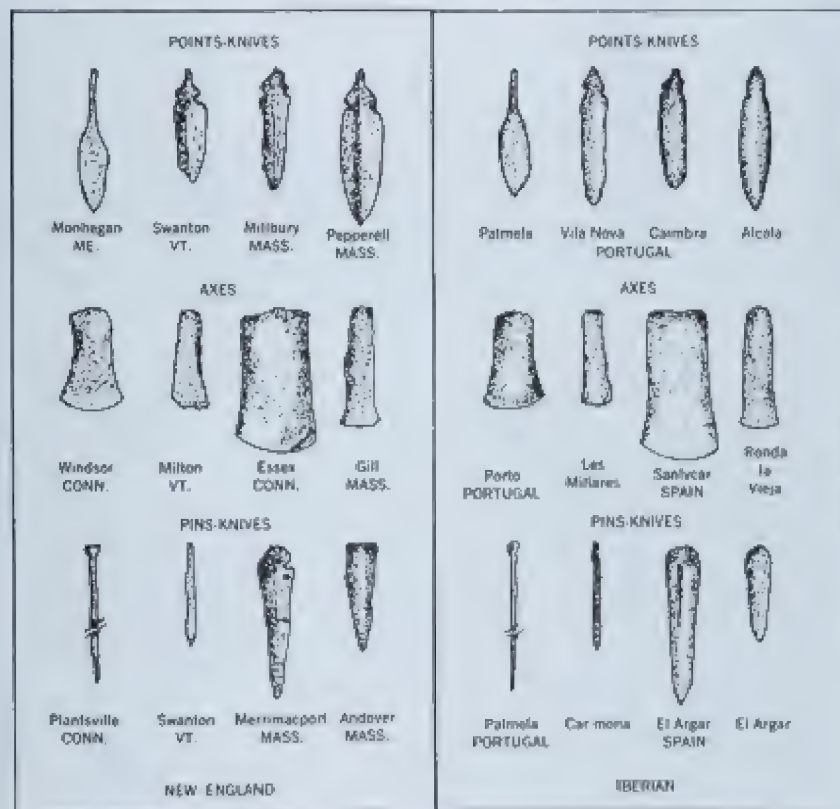 POINTS-KNIVES
Monhegan Swanton Millbury Pepperell
ME. VT. MASS. MASS.
AXES
Windsor Milton Essex Gill
CONN. VT. CONN. MASS.
PINS-KNIVES
Plantsville Swanton Merrimacport Andover
CONN. VT. MASS. MASS.
NEW ENGLAND
POINTS-KNIVES
Palmela Vila Nova Caimbra Alcala
PORTUGAL
AXES
Porto Los Sanlucar Ronda
PORTUGAL Millares SPAIN la
Vieja
PINS-KNIVES
Palmela Carmona El Argar El Argar
PORTUGAL SPAIN
IBERIAN